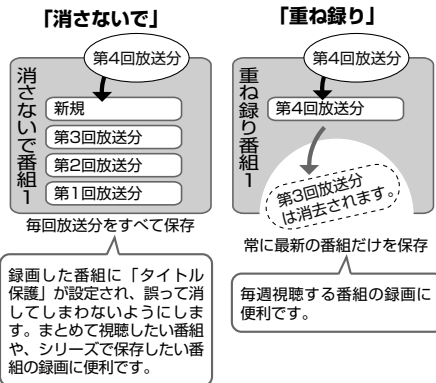 「消さないで」
第4回放送分
消さないで番組1
新規
第3回放送分
第2回放送分
第1回放送分
毎回放送分をすべて保存
録画した番組に「タイトル
保護」が設定され、誤って消
してしまわないようにしま
す。まとめて視聴したい番組
や、シリーズで保存したい番
組の録画に便利です。
「重ね録り」
第4回放送分
重ね録り番組1
第4回放送分
第3回放送分
は消去されます。
常に最新の番組だけを保存
毎週視聴する番組の録画に
便利です。